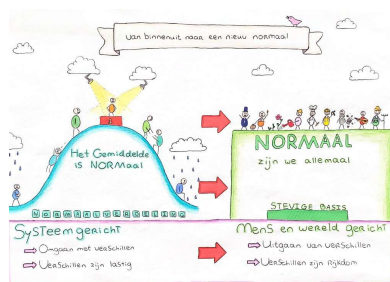 Van binnenuit naar een nieuw normaal
Het Gemiddelde
is NORMaal
NORMAALVERDELING
NORMAAL
zijn we allemaal
STEVIGE BASIS
Systeemgericht
Omgaan met verschillen
Verschillen zijn lastig
Mens en wereld gericht
Uitgaan van verschillen
Verschillen zijn Rijkdom